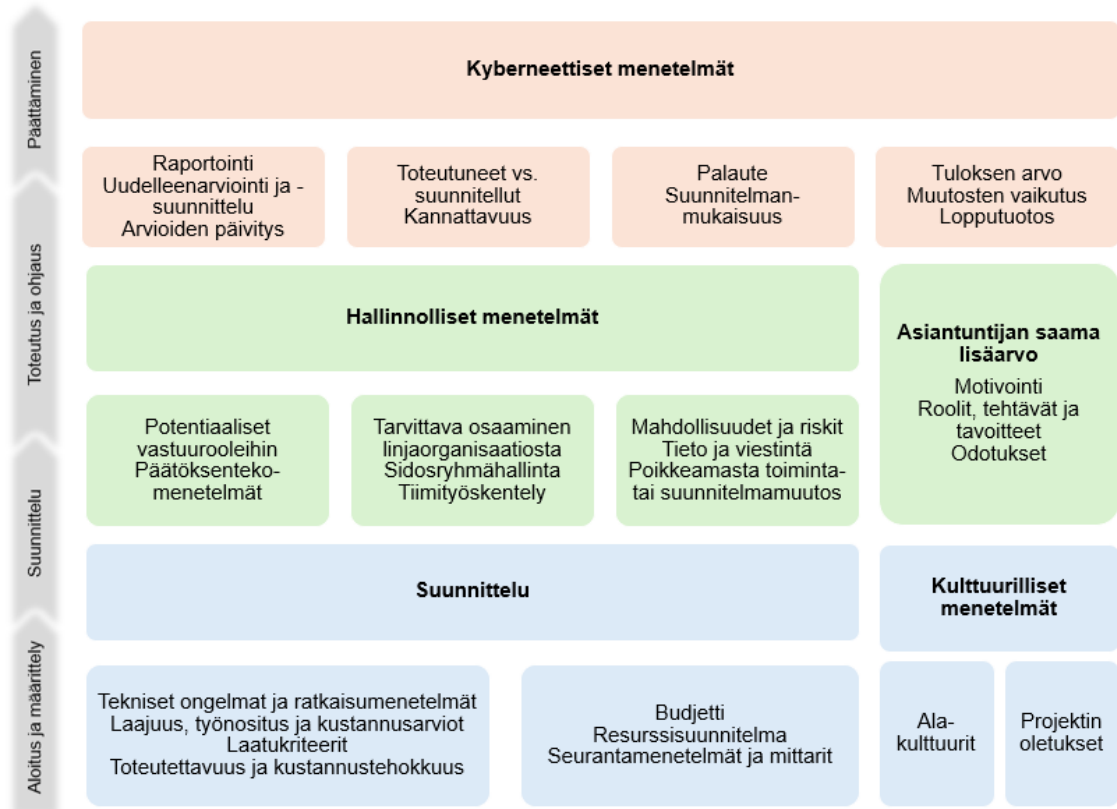 Päättäminen
Kyberneettiset menetelmät
Raportointi
Uudelleenarviointi ja -
suunnittelu
Arvioiden päivitys
Toteutuneet vs.
suunnitellut
Kannattavuus
Palaute
Suunnitelman-
mukaisuus
Tuloksen arvo
Muutosten vaikutus
Lopputuotos
Toteutus ja ohjaus
Hallinnolliset menetelmät
Asiantuntijan saama
lisäarvo
Motivointi
Roolit, tehtävät ja
tavoitteet
Odotukset
Potentiaaliset
vastuurooleihin
Päätöksenteko-
menetelmät
Tarvittava osaaminen
linjaorganisaatiosta
Sidosryhmähallinta
Tiimityöskentely
Mahdollisuudet ja riskit
Tieto ja viestintä
Poikkeamasta toiminta-
tai suunnitelmamuutos
Suunnittelu
Suunnittelu
Kulttuurilliset
menetelmät
Aloitus ja määrittely
Tekniset ongelmat ja ratkaisumenetelmät
Laajuus, työnositus ja kustannusarviot
Laatukriteerit
Toteutettavuus ja kustannustehokkuus
Budjetti
Resurssisuunnitelma
Seurantamenetelmät ja mittarit
Ala-
kulttuurit
Projektin
oletukset